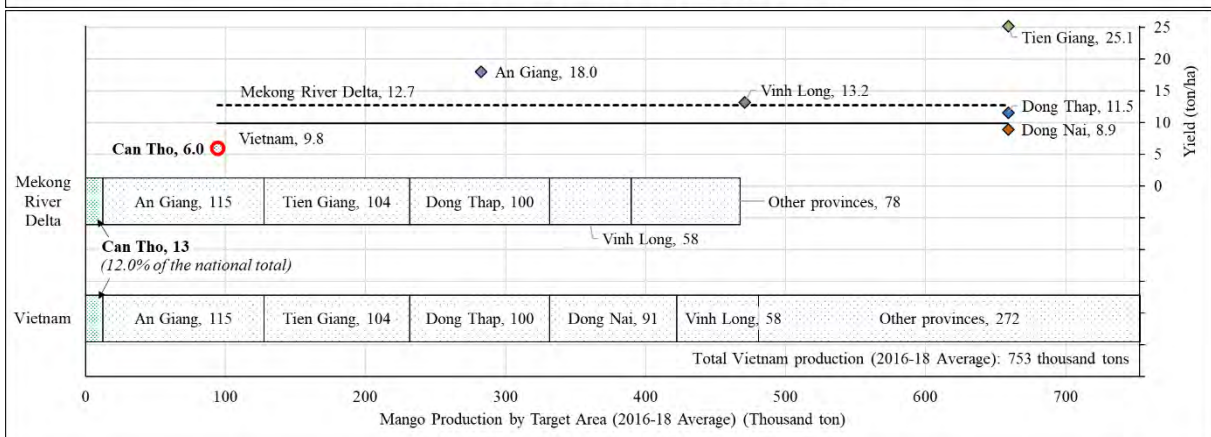 25
Tien Giang, 25.1
20
An Giang, 18.0
15
Mekong River Delta, 12.7
Vinh Long, 13.2
Dong Thap, 11.5
10
Vietnam, 9.8
Dong Nai, 8.9
Can Tho, 6.0
5
0
Yield (ton/ha)
Mekong
River
Delta
An Giang, 115
Tien Giang, 104
Dong Thap, 100
Other provinces, 78
Vinh Long, 58
Can Tho, 13
(12.0% of the national total)
Vietnam
An Giang, 115
Tien Giang, 104
Dong Thap, 100
Dong Nai, 91
Vinh Long, 58
Other provinces, 272
Total Vietnam production (2016-18 Average): 753 thousand tons
0 100 200 300 400 500 600 700
Mango Production by Target Area (2016-18 Average) (Thousand ton)